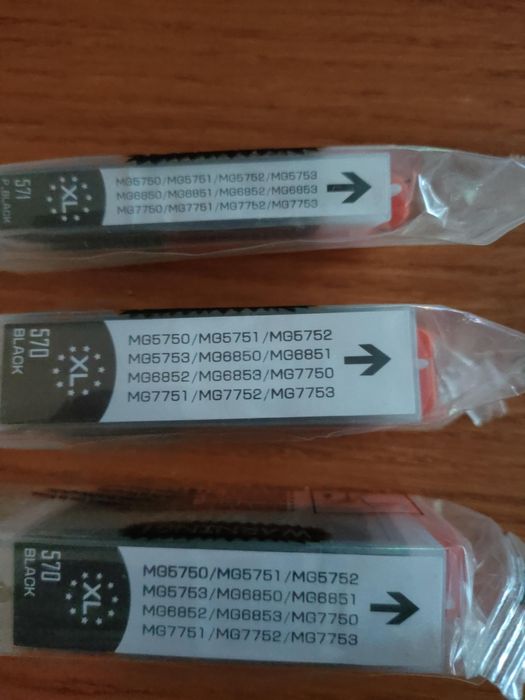 571
P.BLACK
XL
MG5750/MG5751/MG5752/MG5753
MG6850/MG6851/MG6852/MG6853
MG7750/MG7751/MG7752/MG7753
570
BLACK
XL
MG5750/MG5751/MG5752
MG5753/MG6850/MG6851
MG6852/MG6853/MG7750
MG7751/MG7752/MG7753
570
BLACK
XL
MG5750/MG5751/MG5752
MG5753/MG6850/MG6851
MG6852/MG6853/MG7750
MG7751/MG7752/MG7753